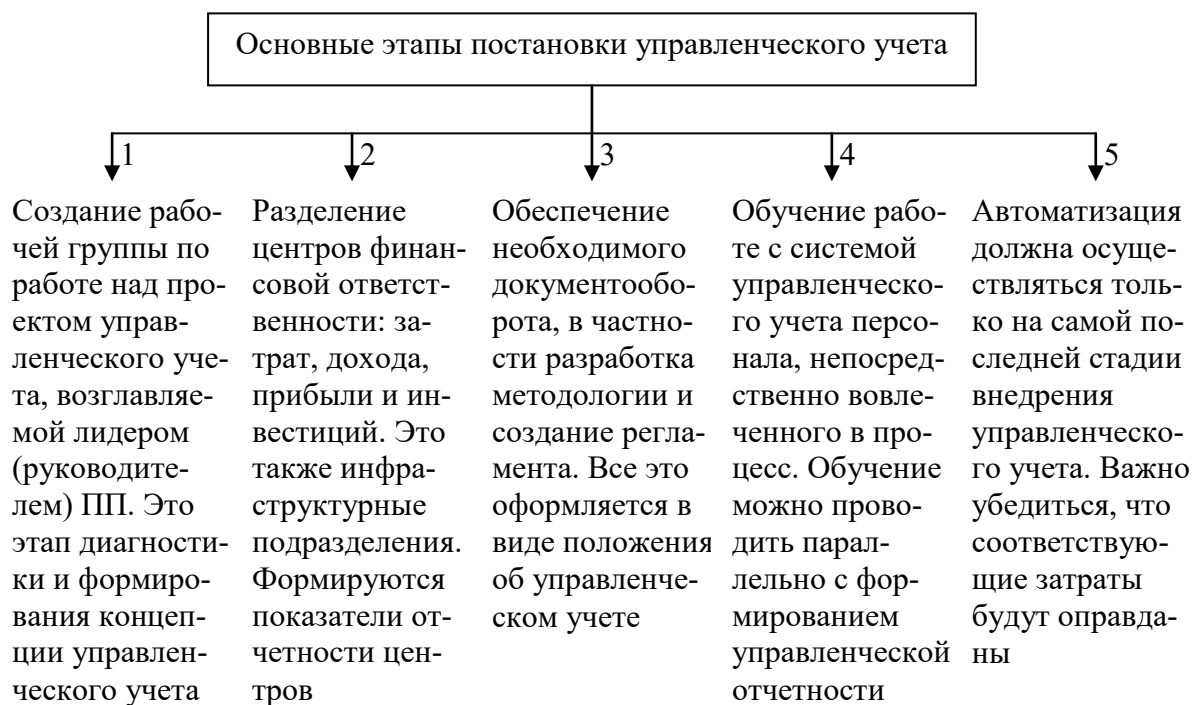 Основные этапы постановки управленческого учета
1
Создание рабо-
чей группы по
работе над про-
ектом управ-
ленческого уче-
та, возглавляе-
мой лидером
(руководите-
лем) ПП. Это
этап диагности-
ки и формиро-
вания концеп-
ции управлен-
ческого учета
2
Разделение
центров финан-
совой ответст-
венности: за-
трат, дохода,
прибыли и ин-
вестиций. Это
также инфра-
структурные
подразделения.
Формируются
показатели от-
четности цен-
тров
3
Обеспечение
необходимого
документообо-
рота, в частно-
сти разработка
методологии и
создание регла-
мента. Все это
оформляется в
виде положения
об управленче-
ском учете
4
Обучение рабо-
те с системой
управленческо-
го учета персо-
нала, непосред-
ственно вовле-
ченного в про-
цесс. Обучение
можно прово-
дить парал-
лельно с фор-
мированием
управленческой
отчетности
5
Автоматизация
должна осуще-
ствляться толь-
ко на самой по-
следней стадии
внедрения
управленческо-
го учета. Важно
убедиться, что
соответствую-
щие затраты
будут оправда-
ны